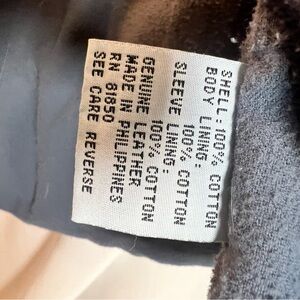 SHELL: 100% COTTON
BODY LINING:
100% COTTON
SLEEVE LINING:
100% COTTON
GENUINE LEATHER
MADE IN PHILIPPINES
RN 81850
SEE CARE REVERSE